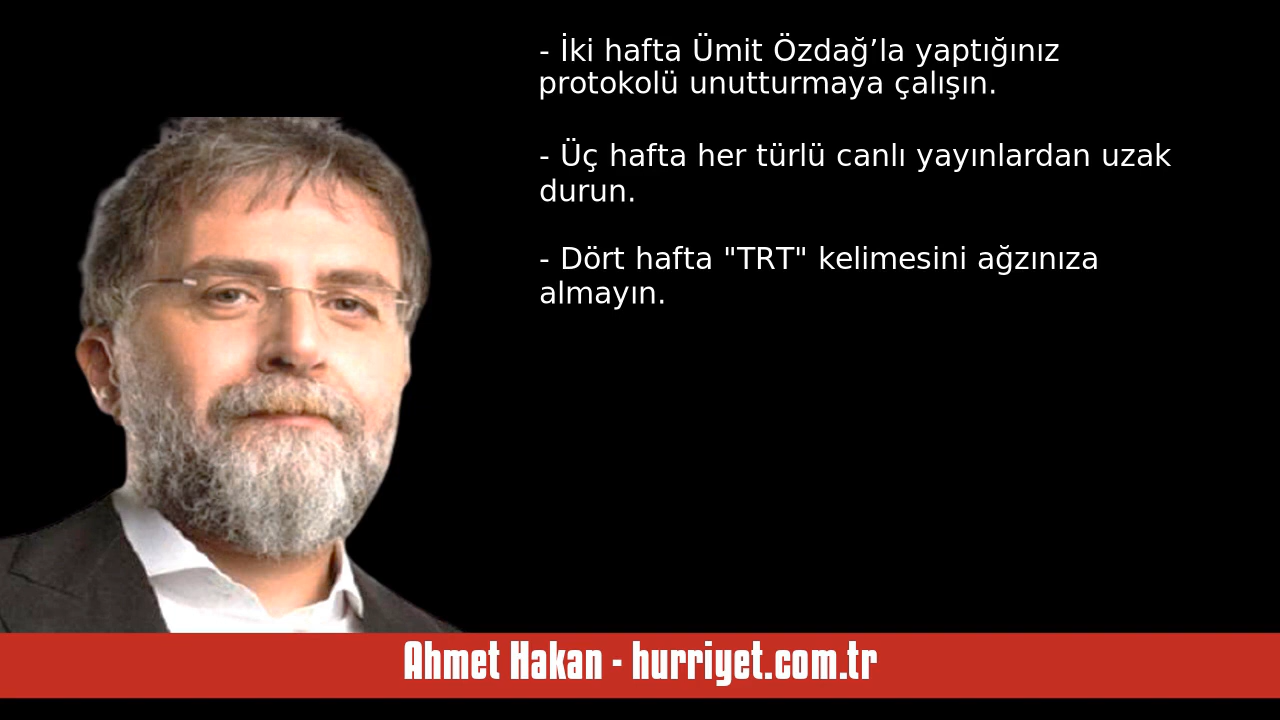 - İki hafta Ümit Özdağ’la yaptığınız
protokolü unutturmaya çalışın.
- Üç hafta her türlü canlı yayınlardan uzak
durun.
- Dört hafta "TRT" kelimesini ağzınıza
almayın.
Ahmet Hakan - hurriyet.com.tr